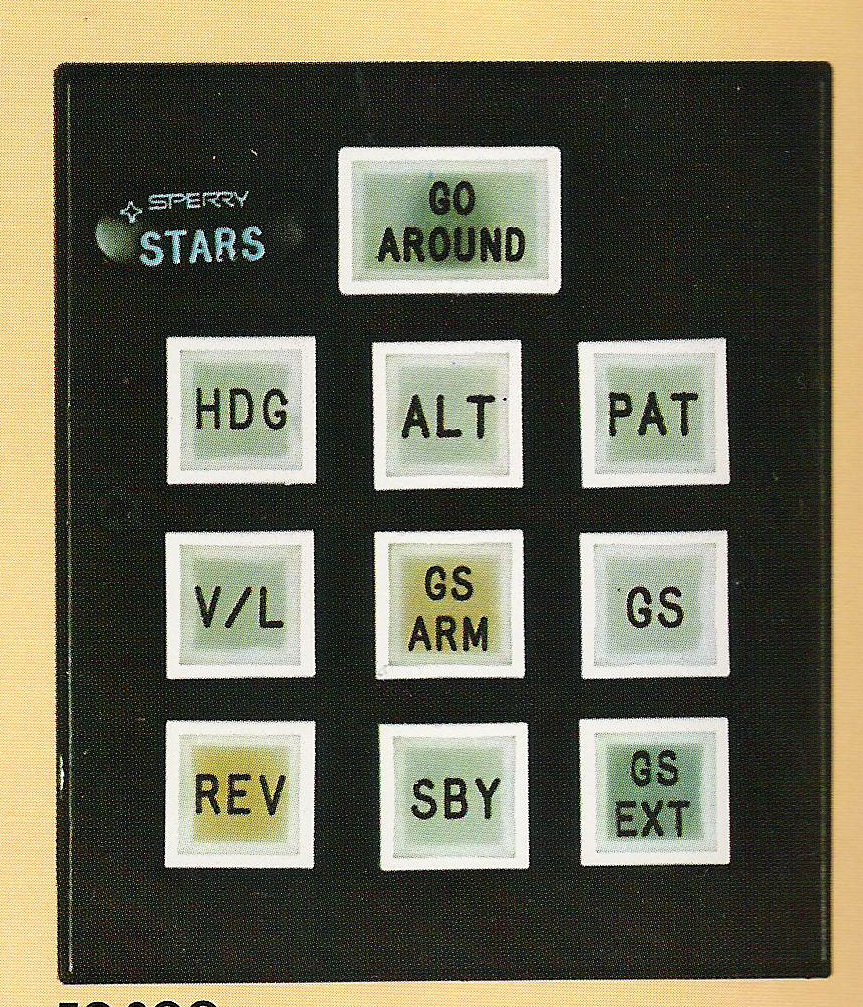 SPERRY
STARS
GO
AROUND
HDG
ALT
PAT
V/L
GS
ARM
GS
REV
SBY
GS
EXT